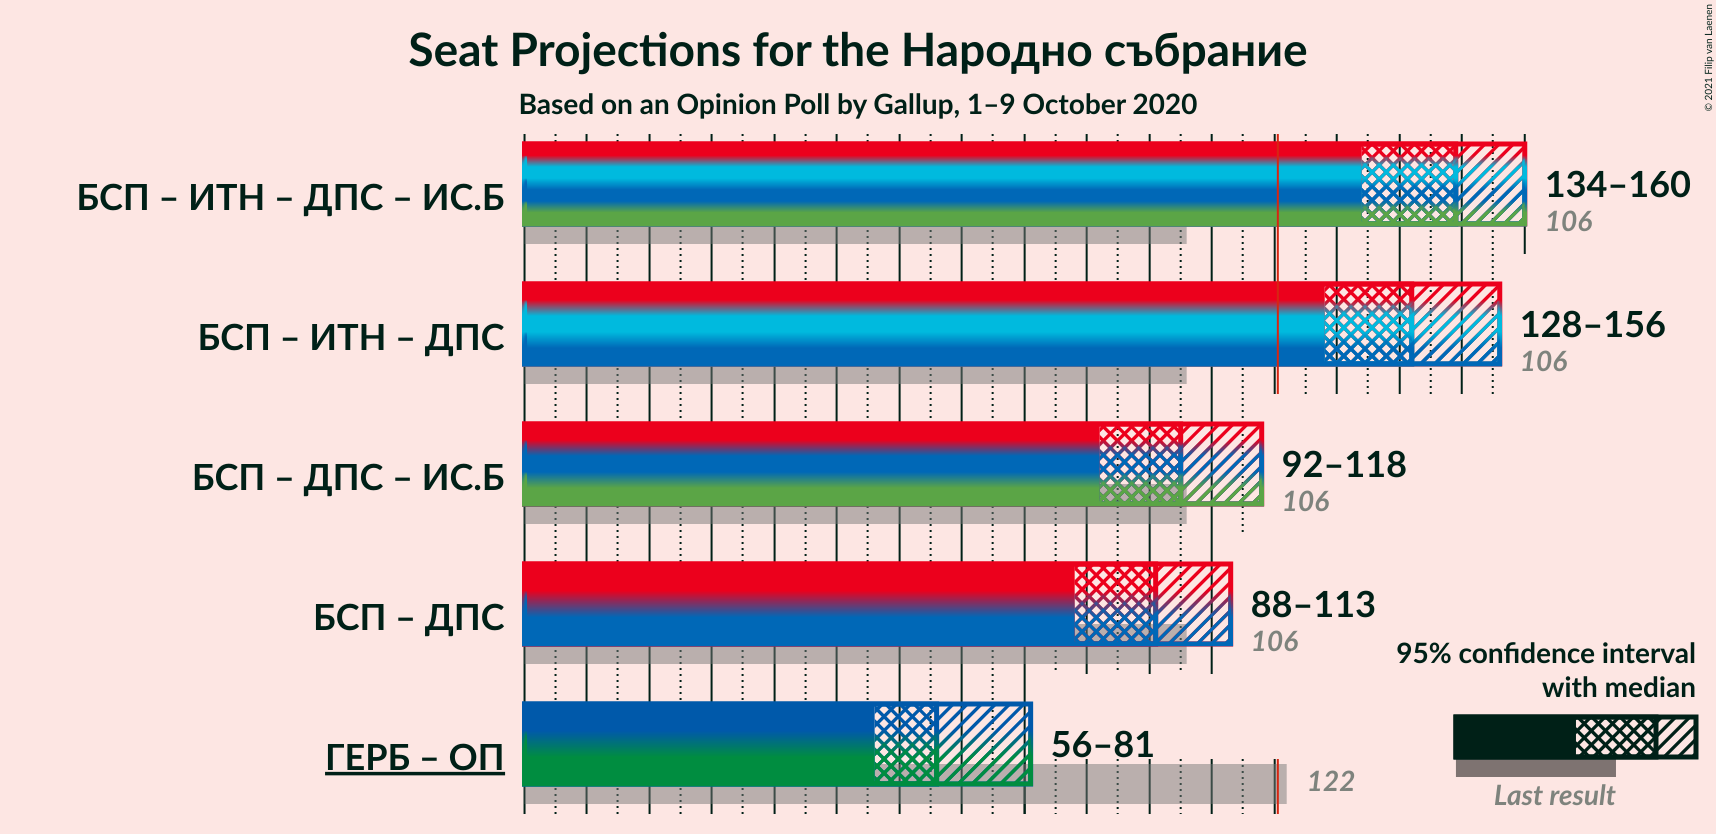 Seat Projections for the Народно събрание
Based on an Opinion Poll by Gallup, 1–9 October 2020
© 2021 Filip van Laenen
БСП – ИТН – ДПС – ИС.Б
134–160
106
БСП – ИТН – ДПС
128–156
106
БСП – ДПС – ИС.Б
92–118
106
БСП – ДПС
88–113
106
ГЕРБ – ОП
56–81
122
95% confidence interval
with median
Last result